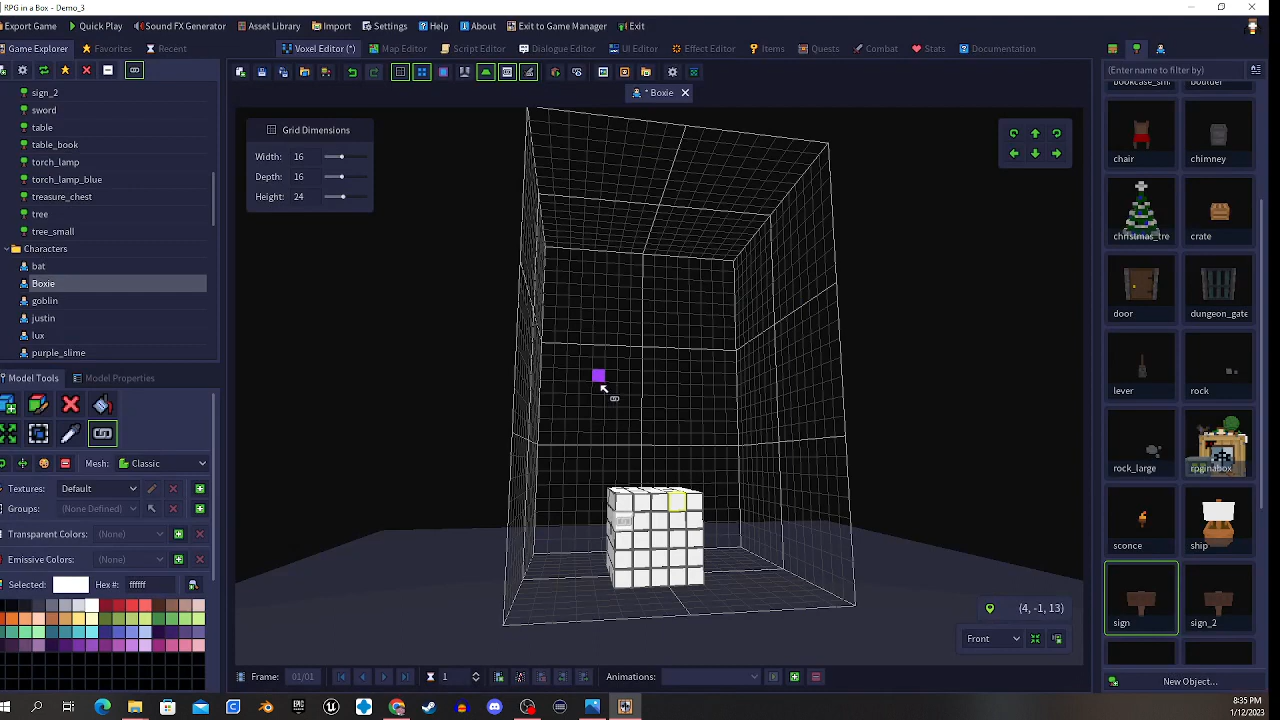 RPG in a Box - Demo_3
Export Game Quick Play Sound FX Generator Asset Library Import Settings Help About Exit to Game Manager Exit
Game Explorer Favorites Recent Voxel Editor (*) Map Editor Script Editor Dialogue Editor UI Editor Effect Editor Items Quests Combat Stats Documentation
(Enter name to filter by)
* Boxie
sign_2
sword
table
table_book
torch_lamp
torch_lamp_blue
treasure_chest
tree
tree_small
Characters
bat
Boxie
goblin
justin
lux
purple_slime
Model Tools Model Properties
Mesh: Classic
Textures: Default
Groups: (None Defined)
Transparent Colors: (None)
Emissive Colors: (None)
Selected: Hex #: ffffff
Grid Dimensions
Width: 16
Depth: 16
Height: 24
(4, -1, 13)
Front
Frame: 01/01 1 Animations:
boulder
chair chimney
christmas_tre crate
door dungeon_gate
lever rock
rock_large rpginabox
sconce ship
sign sign_2
New Object...
8:35 PM
1/12/2023